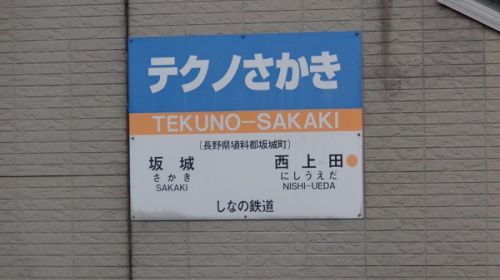 テクノさかき
TEKUNO-SAKAKI
(長野県埴科郡坂城町)
坂城 西上田
さかき にしうえだ
SAKAKI NISHI-UEDA
しなの鉄道